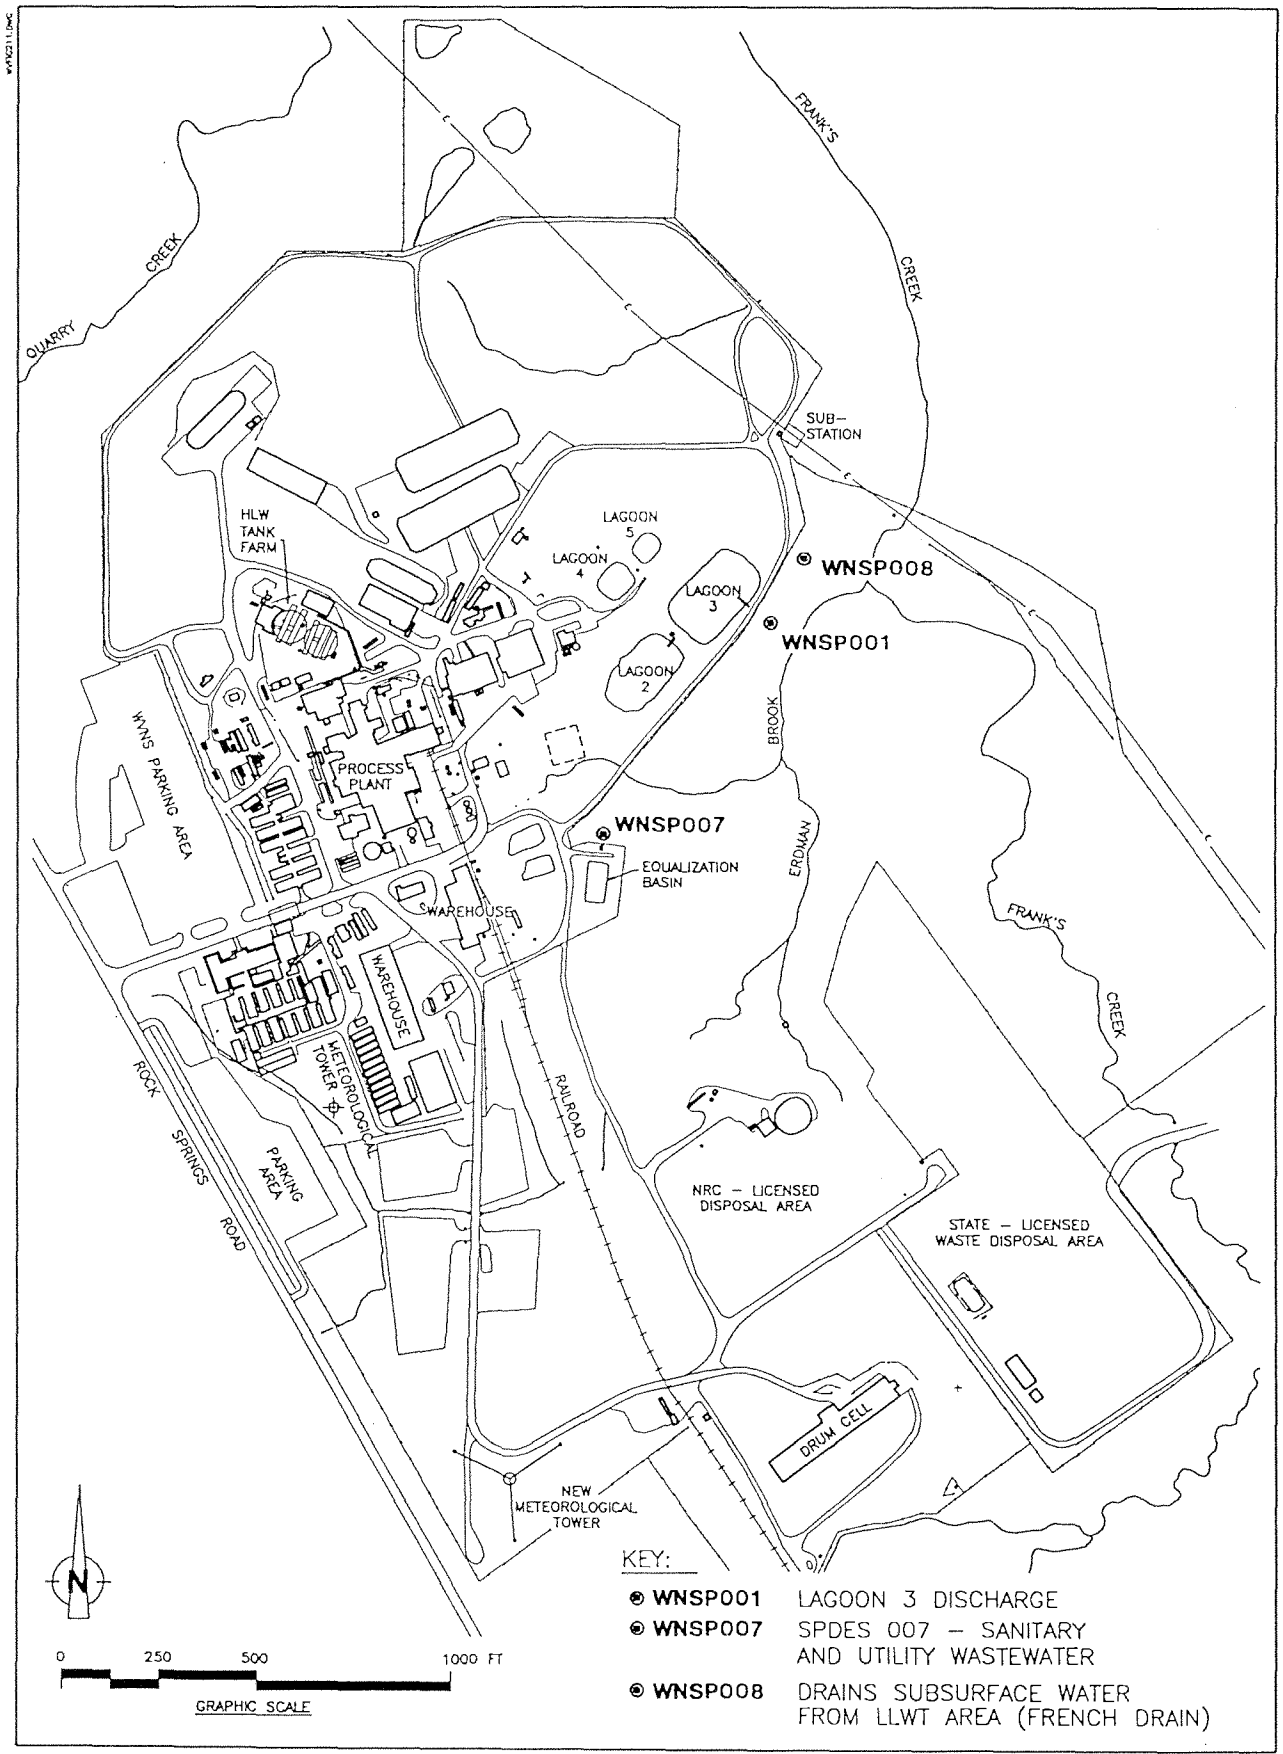 WVFIG211.DWG
FRANK'S
CREEK
QUARRY
CREEK
SUB-
STATION
HLW
TANK
FARM
LAGOON
5
LAGOON
4
LAGOON
3
LAGOON
2
WNSP008
WNSP001
BROOK
ERDMAN
WVNS PARKING AREA
PROCESS
PLANT
WNSP007
EQUALIZATION
BASIN
WAREHOUSE
WAREHOUSE
FRANK'S
CREEK
METEOROLOGICAL
TOWER
ROCK
SPRINGS
ROAD
PARKING
AREA
RAILROAD
NRC - LICENSED
DISPOSAL AREA
STATE - LICENSED
WASTE DISPOSAL AREA
DRUM CELL
NEW
METEOROLOGICAL
TOWER
N
KEY:
WNSP001 LAGOON 3 DISCHARGE
WNSP007 SPDES 007 - SANITARY
AND UTILITY WASTEWATER
WNSP008 DRAINS SUBSURFACE WATER
FROM LLWT AREA (FRENCH DRAIN)
0 250 500 1000 FT
GRAPHIC SCALE